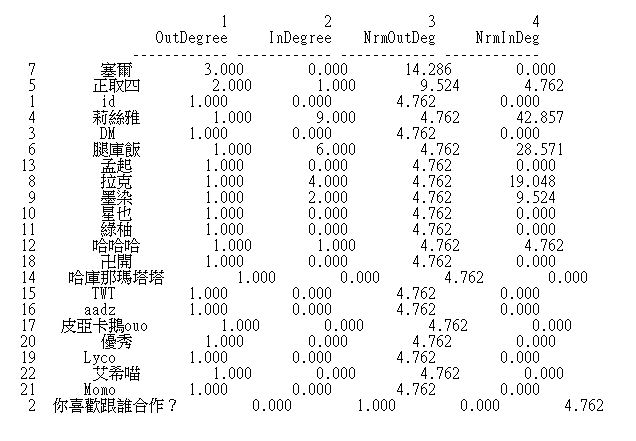 1 2 3 4
OutDegree InDegree NrmOutDeg NrmInDeg
------------ ------------ ------------ ------------
7 塞爾 3.000 0.000 14.286 0.000
5 正取四 2.000 1.000 9.524 4.762
1 id 1.000 0.000 4.762 0.000
4 莉絲雅 1.000 9.000 4.762 42.857
3 DM 1.000 0.000 4.762 0.000
6 腿庫飯 1.000 6.000 4.762 28.571
13 孟起 1.000 0.000 4.762 0.000
8 拉克 1.000 4.000 4.762 19.048
9 墨染 1.000 2.000 4.762 9.524
10 星也 1.000 0.000 4.762 0.000
11 綠柚 1.000 0.000 4.762 0.000
12 哈哈哈 1.000 1.000 4.762 4.762
18 卍開 1.000 0.000 4.762 0.000
14 哈庫那瑪塔塔 1.000 0.000 4.762 0.000
15 TWT 1.000 0.000 4.762 0.000
16 aadz 1.000 0.000 4.762 0.000
17 皮亞卡鵝ouo 1.000 0.000 4.762 0.000
20 優秀 1.000 0.000 4.762 0.000
19 Lyco 1.000 0.000 4.762 0.000
22 艾希喵 1.000 0.000 4.762 0.000
21 Momo 1.000 0.000 4.762 0.000
2 你喜歡跟誰合作？ 0.000 1.000 0.000 4.762